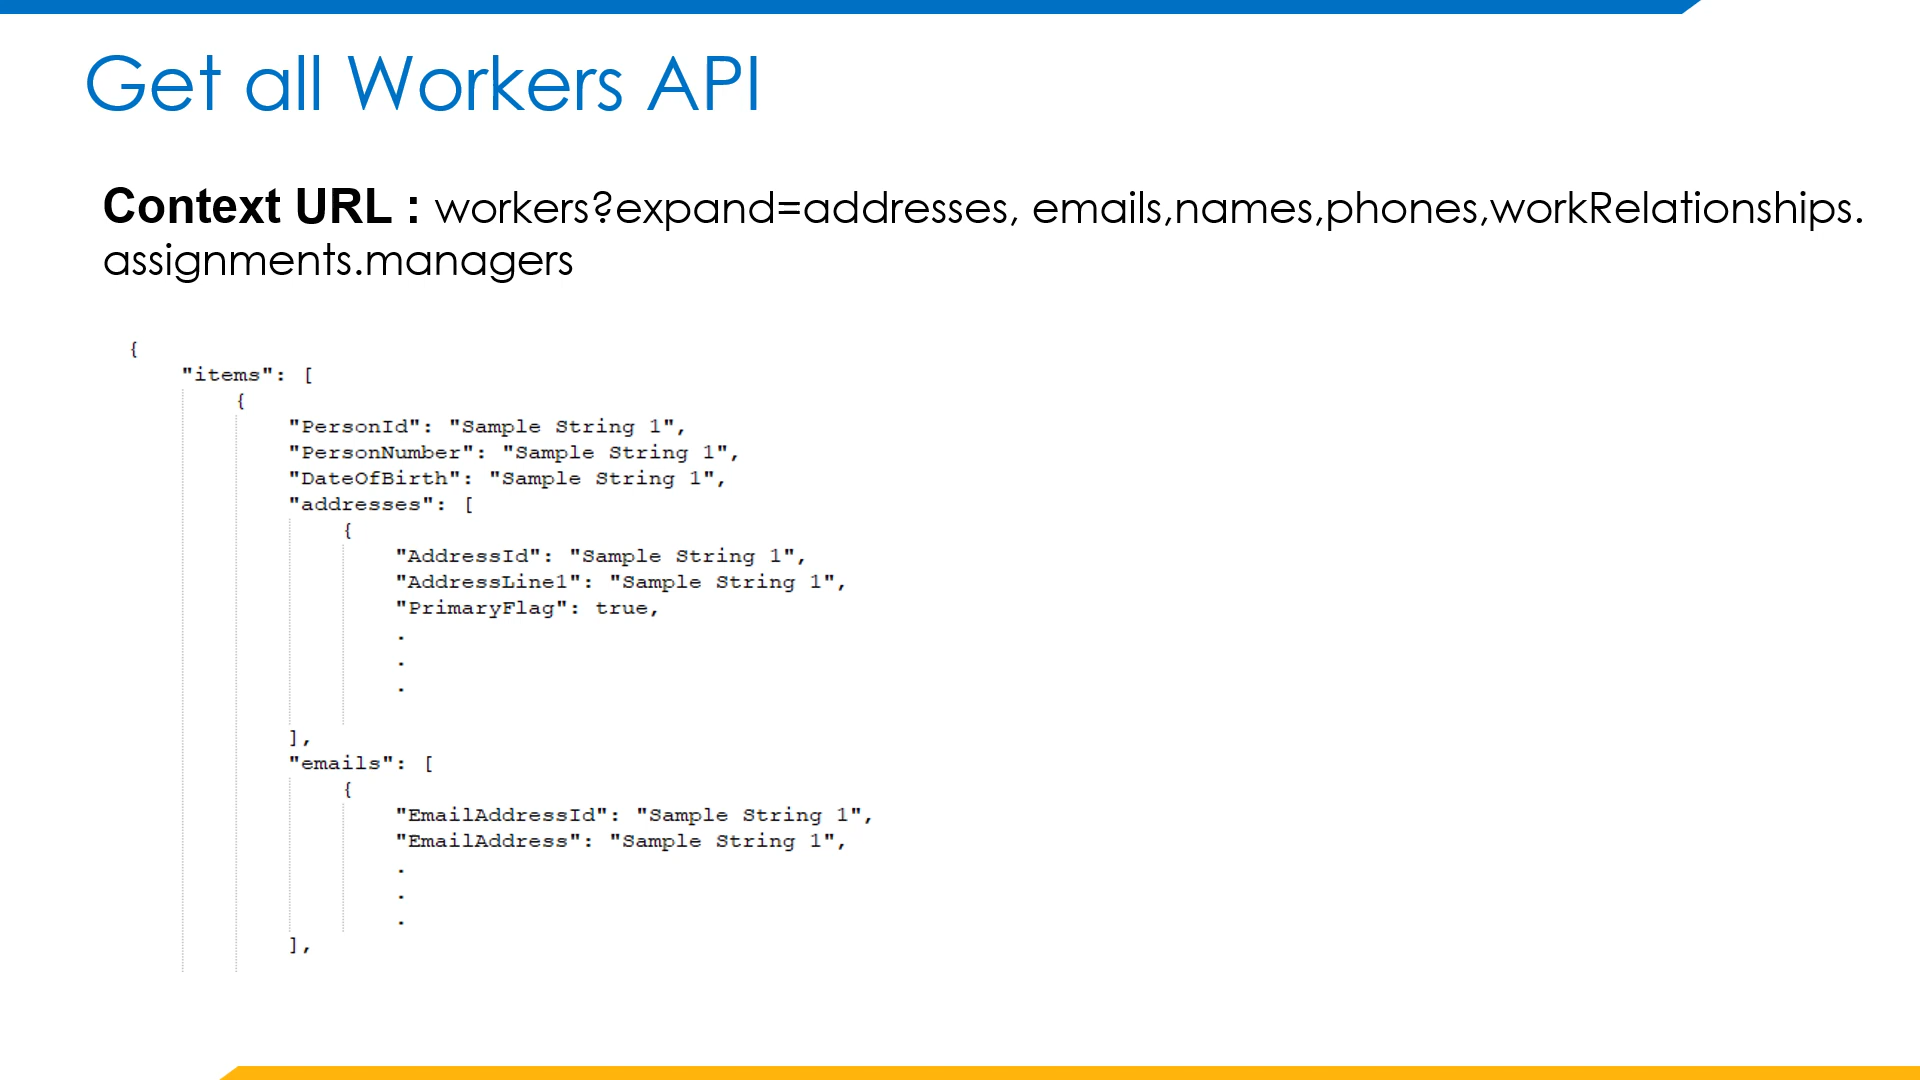 Get all Workers API
Context URL : workers?expand=addresses, emails,names,phones,workRelationships.
assignments.managers
{
"items": [
{
"PersonId": "Sample String 1",
"PersonNumber": "Sample String 1",
"DateOfBirth": "Sample String 1",
"addresses": [
{
"AddressId": "Sample String 1",
"AddressLine1": "Sample String 1",
"PrimaryFlag": true,
.
.
.
],
"emails": [
{
"EmailAddressId": "Sample String 1",
"EmailAddress": "Sample String 1",
.
.
.
],